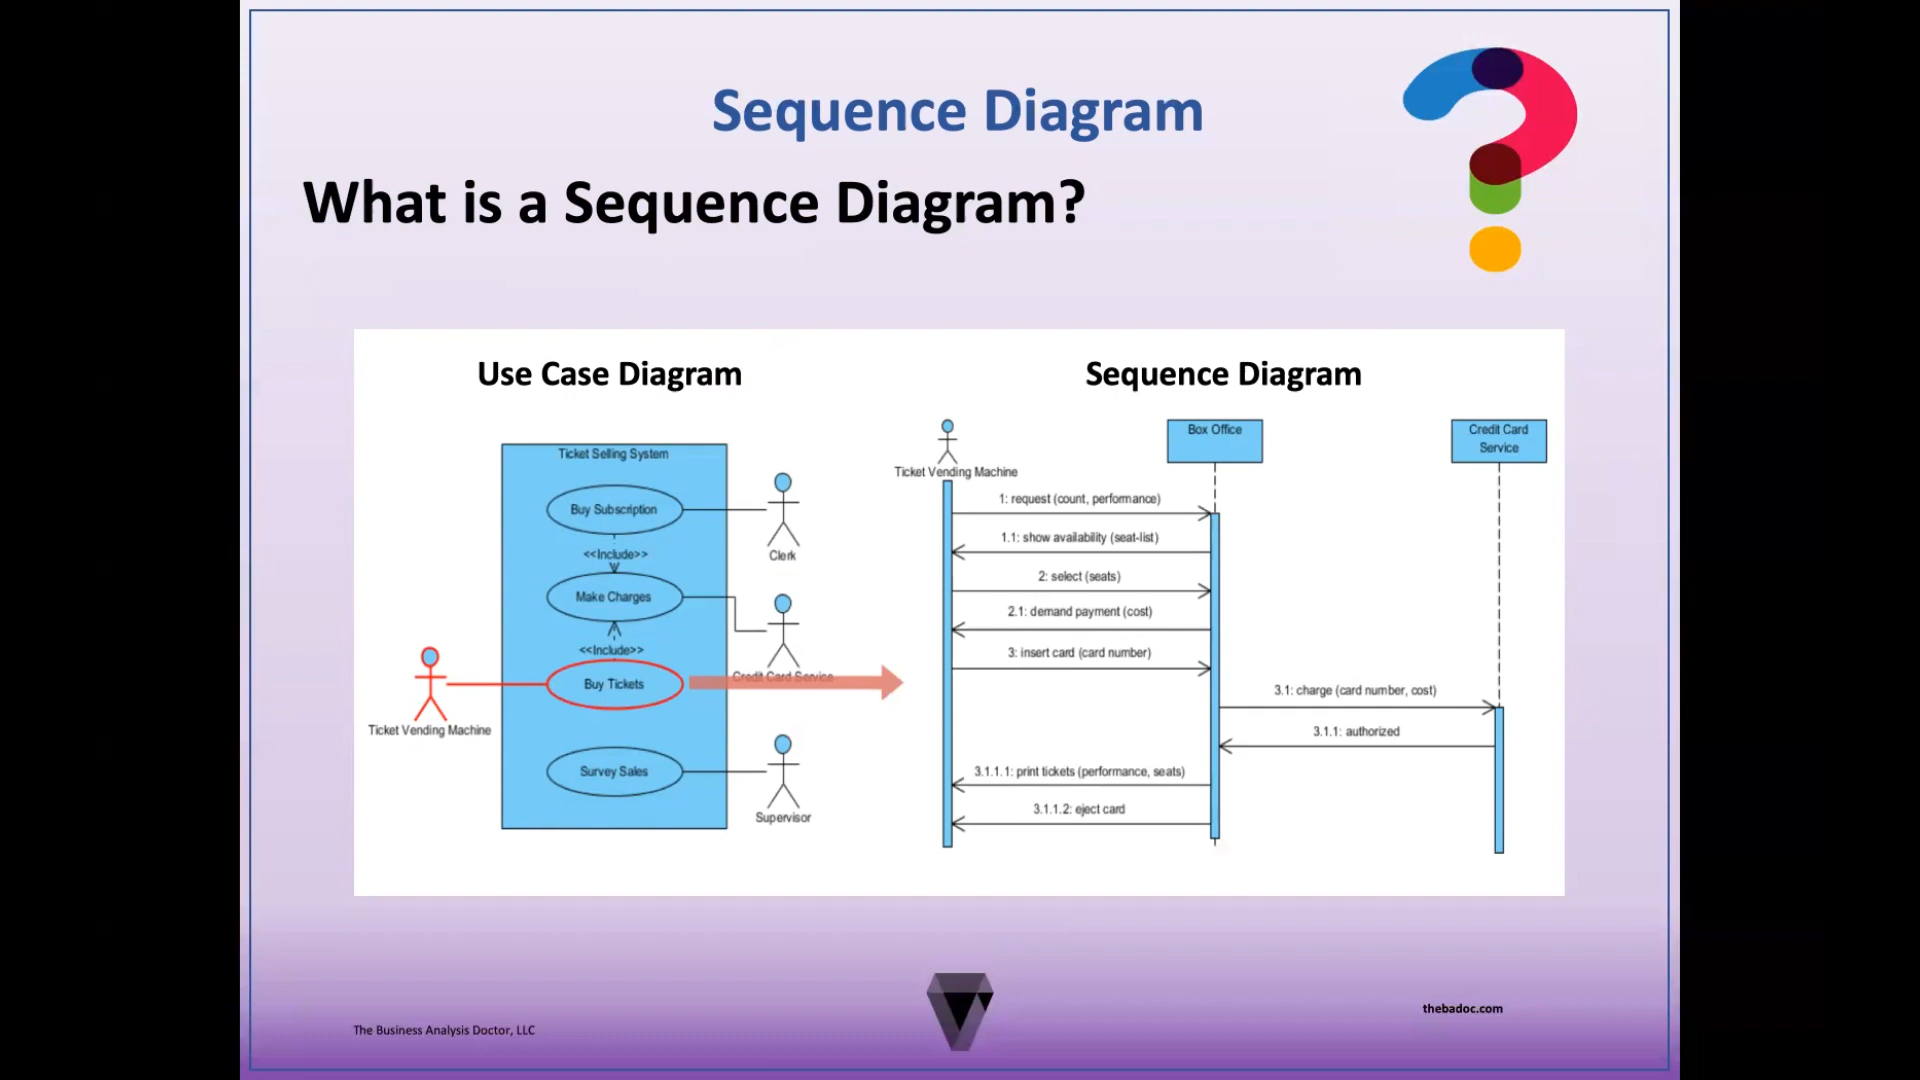 Sequence Diagram
What is a Sequence Diagram?
Use Case Diagram
Ticket Selling System
Buy Subscription
<<Include>>
Clerk
Make Charges
<<Include>>
Credit Card Service
Buy Tickets
Ticket Vending Machine
Survey Sales
Supervisor
Sequence Diagram
Ticket Vending Machine
Box Office
Credit Card
Service
1: request (count, performance)
1.1: show availability (seat-list)
2: select (seats)
2.1: demand payment (cost)
3: insert card (card number)
3.1: charge (card number, cost)
3.1.1: authorized
3.1.1.1: print tickets (performance, seats)
3.1.1.2: eject card
The Business Analysis Doctor, LLC
thebadoc.com